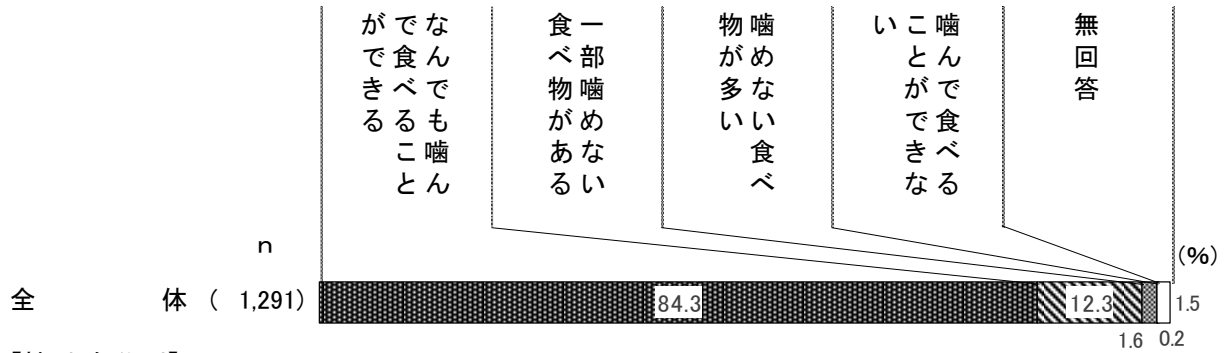 なんでも噛ん
で食べること
ができる
一部噛めない
食べ物がある
噛めない食べ
物が多い
噛んで食べる
ことができな
い
無回答
n
(%)
全　体 ( 1,291)
84.3
12.3
1.5
1.6
0.2